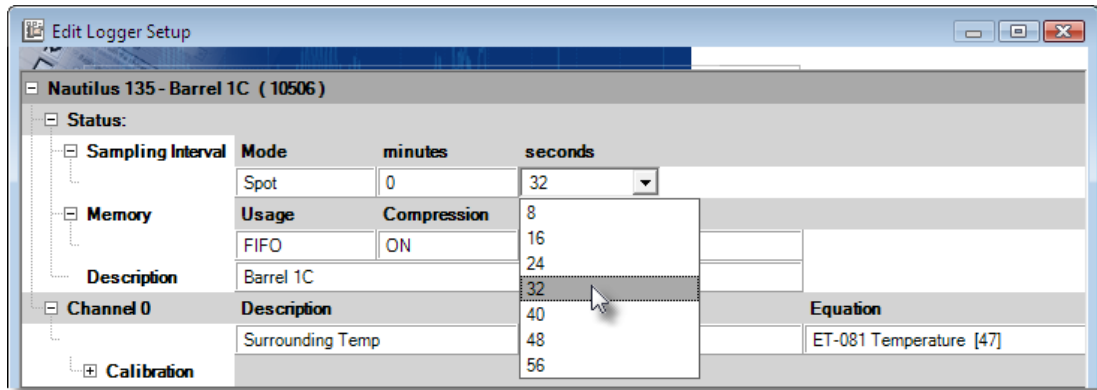 Edit Logger Setup
Nautilus 135 - Barrel 1C ( 10506 )
Status:
Sampling Interval Mode minutes seconds
Spot 0 32
Memory Usage Compression 8
16
FIFO ON
24
Description Barrel 1C
32
Channel 0 Description 40 Equation
Surrounding Temp 48 ET-081 Temperature [47]
Calibration 56